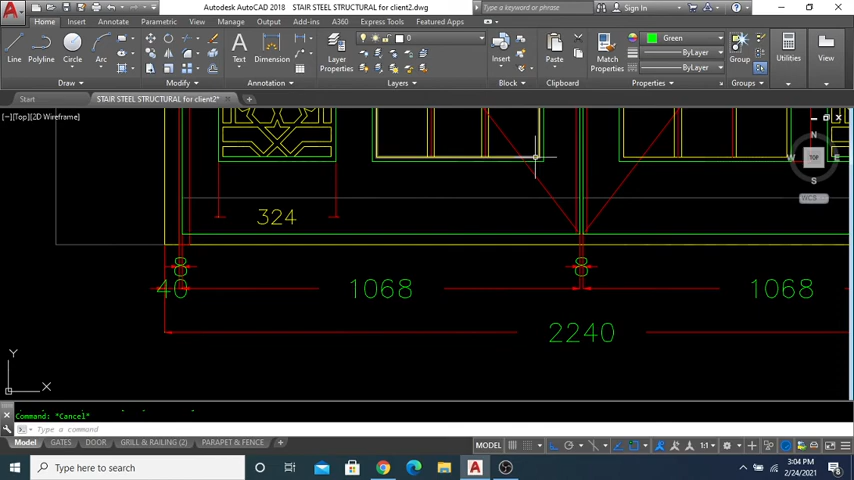 Autodesk AutoCAD 2018 STAIR STEEL STRUCTURAL for client2.dwg
Type a keyword or phrase
Sign In
Home Insert Annotate Parametric View Manage Output Add-ins A360 Express Tools Featured Apps
Line Polyline Circle Arc Text Dimension Layer Properties 0 Insert Paste Match Properties Green ByLayer ByLayer Group Utilities View
Draw Modify Annotation Layers Block Clipboard Properties Groups
Start STAIR STEEL STRUCTURAL for client2*
[−][Top][2D Wireframe]
N
W TOP E
S
WCS
324
8 8
40 1068 1068
2240
Y
X
Command: *Cancel*
Type a command
Model GATES DOOR GRILL & RAILING (2) PARAPET & FENCE
MODEL 1:1
Type here to search
3:04 PM
2/24/2021